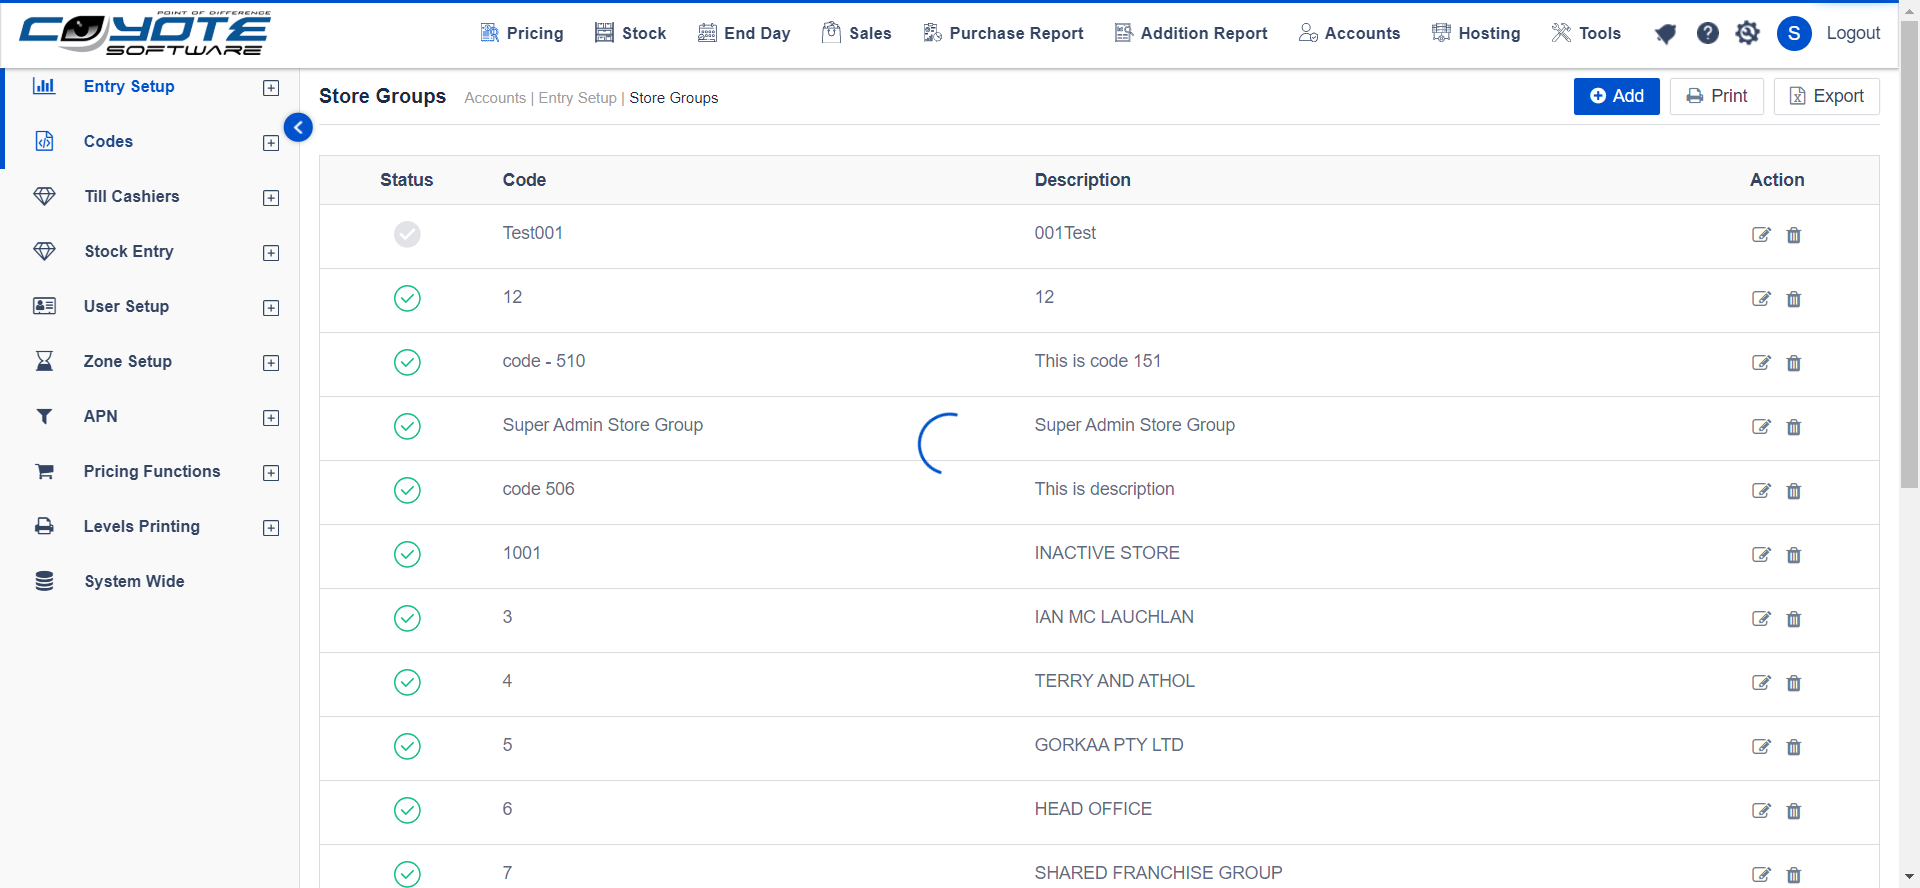 POINT OF DIFFERENCE
COYOTE
SOFTWARE
Pricing
Stock
End Day
Sales
Purchase Report
Addition Report
Accounts
Hosting
Tools
S
Logout
Entry Setup
Codes
Till Cashiers
Stock Entry
User Setup
Zone Setup
APN
Pricing Functions
Levels Printing
System Wide
Store Groups
Accounts | Entry Setup | Store Groups
Add
Print
Export
Status Code Description Action
Test001 001Test
12 12
code - 510 This is code 151
Super Admin Store Group Super Admin Store Group
code 506 This is description
1001 INACTIVE STORE
3 IAN MC LAUCHLAN
4 TERRY AND ATHOL
5 GORKAA PTY LTD
6 HEAD OFFICE
7 SHARED FRANCHISE GROUP